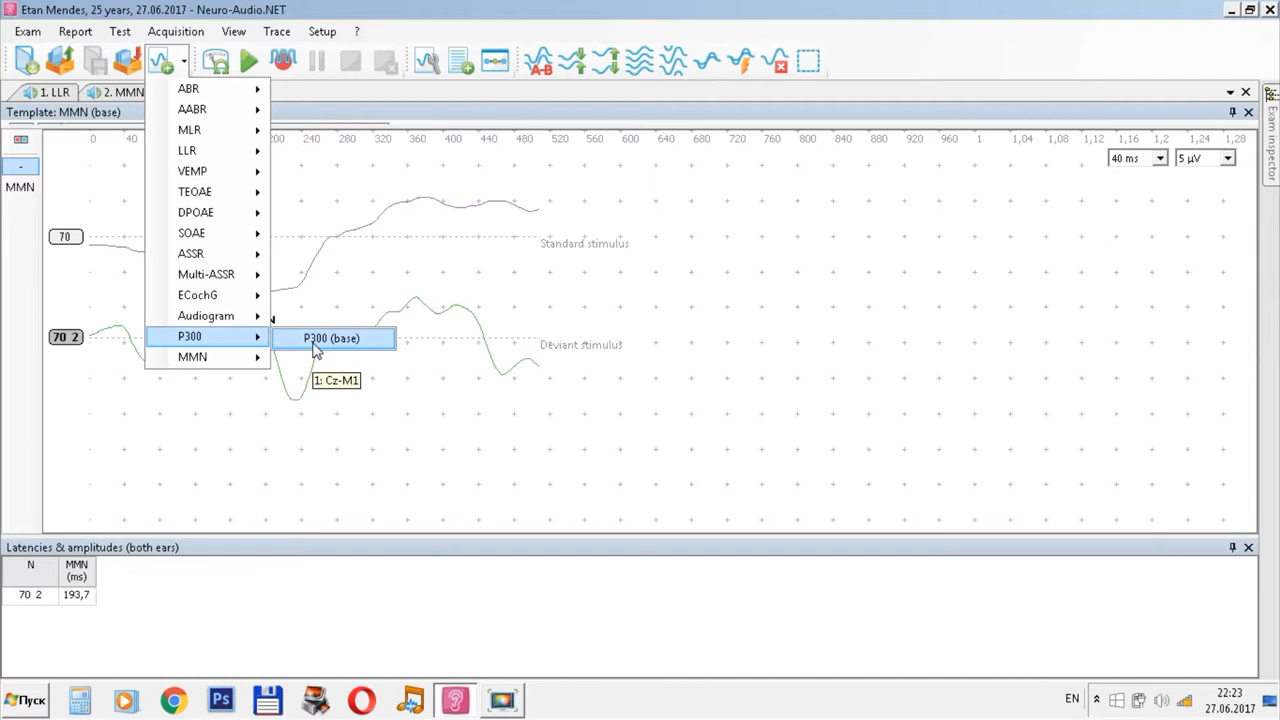 Etan Mendes, 25 years, 27.06.2017 - Neuro-Audio.NET
Exam Report Test Acquisition View Trace Setup ?
A-B
1. LLR 2. MMN
Template: MMN (base)
0 40 200 240 280 320 360 400 440 480 520 560 600 640 680 720 760 800 840 880 920 960 1 1,04 1,08 1,12 1,16 1,2 1,24 1,28
40 ms 5 µV
Exam inspector
-
MMN
70
Standard stimulus
70 2
Deviant stimulus
ABR
AABR
MLR
LLR
VEMP
TEOAE
DPOAE
SOAE
ASSR
Multi-ASSR
ECochG
Audiogram
P300
P300 (base)
MMN
1: Cz-M1
Latencies & amplitudes (both ears)
N MMN (ms)
70 2 193,7
Пуск
Ps
EN
22:23
27.06.2017